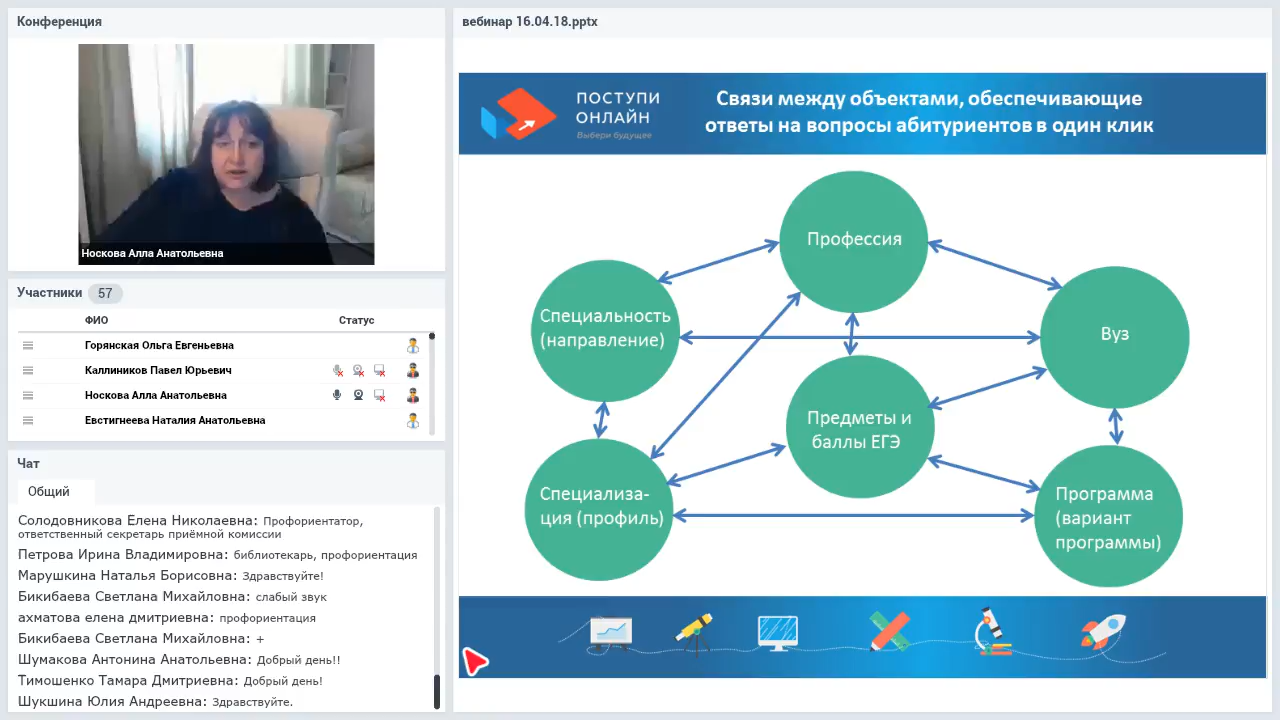 Конференция
Носкова Алла Анатольевна
Участники 57
ФИО Статус
Горянская Ольга Евгеньевна
Каллиников Павел Юрьевич
Носкова Алла Анатольевна
Евстигнеева Наталия Анатольевна
Чат
Общий
Солодовникова Елена Николаевна: Профориентатор,
ответственный секретарь приёмной комиссии
Петрова Ирина Владимировна: библиотекарь, профориентация
Марушкина Наталья Борисовна: Здравствуйте!
Бикибаева Светлана Михайловна: слабый звук
ахматова елена дмитриевна: профориентация
Бикибаева Светлана Михайловна: +
Шумакова Антонина Анатольевна: Добрый день!!
Тимошенко Тамара Дмитриевна: Добрый день!
Шукшина Юлия Андреевна: Здравствуйте.
вебинар 16.04.18.pptx
ПОСТУПИ
ОНЛАЙН
Выбери будущее
Связи между объектами, обеспечивающие
ответы на вопросы абитуриентов в один клик
Профессия
Специальность
(направление)
Вуз
Предметы и
баллы ЕГЭ
Специализа-
ция (профиль)
Программа
(вариант
программы)